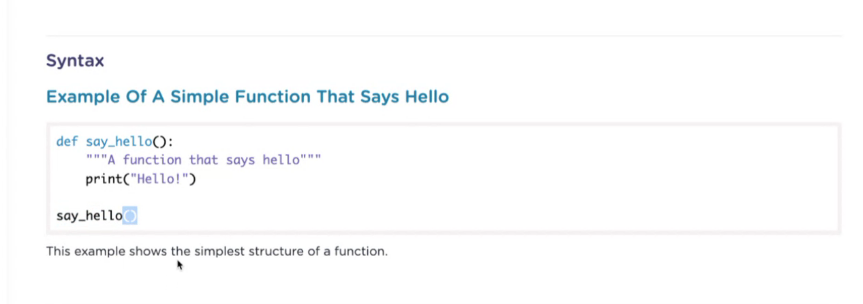 Syntax
Example Of A Simple Function That Says Hello
def say_hello():
    """A function that says hello"""
    print("Hello!")
say_hello()
This example shows the simplest structure of a function.